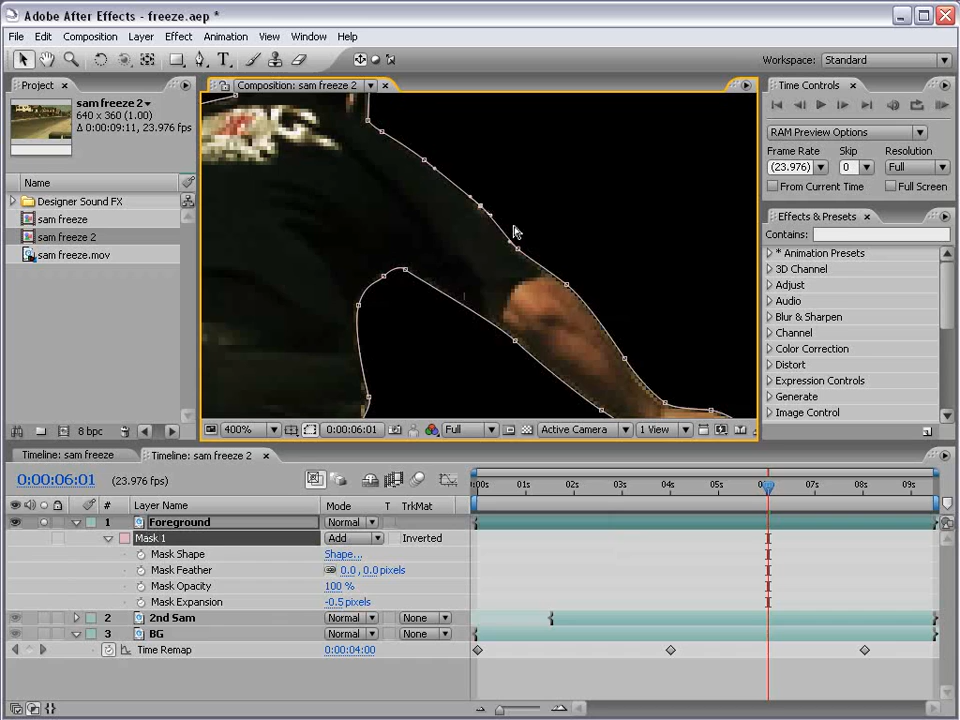 Adobe After Effects - freeze.aep *
File Edit Composition Layer Effect Animation View Window Help
Workspace: Standard
Project ×
Composition: sam freeze 2 ×
Time Controls ×
sam freeze 2
640 x 360 (1.00)
Δ 0:00:09:11, 23.976 fps
RAM Preview Options
Frame Rate Skip Resolution
(23.976) 0 Full
From Current Time Full Screen
Name
Designer Sound FX
sam freeze
sam freeze 2
sam freeze.mov
Effects & Presets ×
Contains:
* Animation Presets
3D Channel
Adjust
Audio
Blur & Sharpen
Channel
Color Correction
Distort
Expression Controls
Generate
Image Control
8 bpc
400% 0:00:06:01 Full Active Camera 1 View
Timeline: sam freeze Timeline: sam freeze 2 ×
0:00:06:01 (23.976 fps)
01s 02s 03s 04s 05s 07s 08s 09s
# Layer Name Mode T TrkMat
1 Foreground Normal
Mask 1 Add Inverted
Mask Shape Shape...
Mask Feather 0.0, 0.0 pixels
Mask Opacity 100 %
Mask Expansion -0.5 pixels
2 2nd Sam Normal None
3 BG Normal None
Time Remap 0:00:04:00